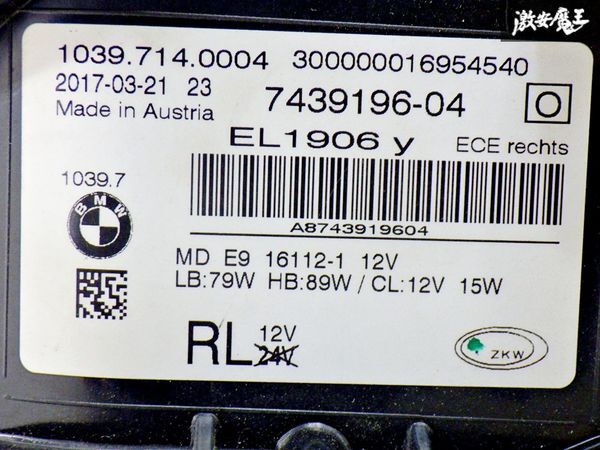 激安魔王
1039.714.0004 300000016954540
2017-03-21 23 7439196-04 O
Made in Austria
EL1906 y ECE rechts
1039.7
BMW
A8743919604
MD E9 16112-1 12V
LB:79W HB:89W / CL:12V 15W
RL 12V
24V
ZKW